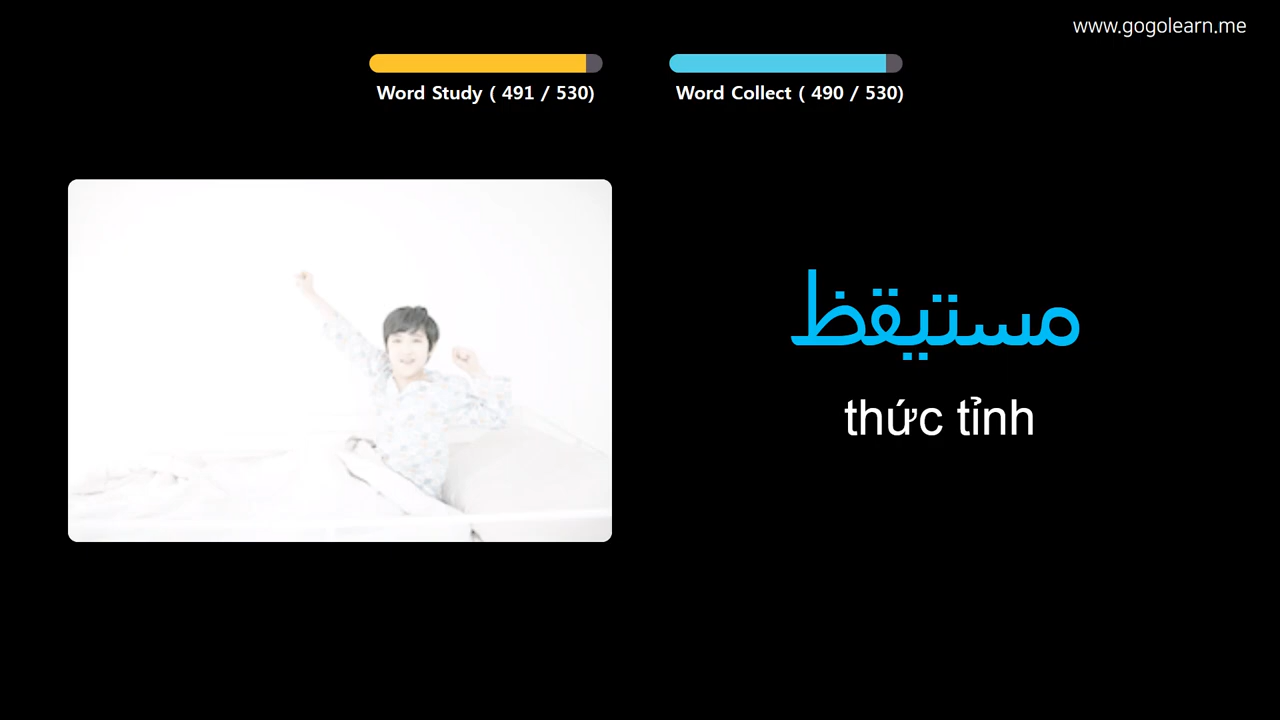 www.gogolearn.me
Word Study ( 491 / 530)
Word Collect ( 490 / 530)
مستيقظ
thức tỉnh